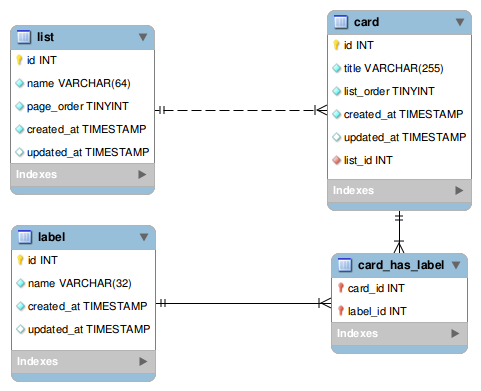 list
id INT
name VARCHAR(64)
page_order TINYINT
created_at TIMESTAMP
updated_at TIMESTAMP
Indexes
card
id INT
title VARCHAR(255)
list_order TINYINT
created_at TIMESTAMP
updated_at TIMESTAMP
list_id INT
Indexes
label
id INT
name VARCHAR(32)
created_at TIMESTAMP
updated_at TIMESTAMP
Indexes
card_has_label
card_id INT
label_id INT
Indexes